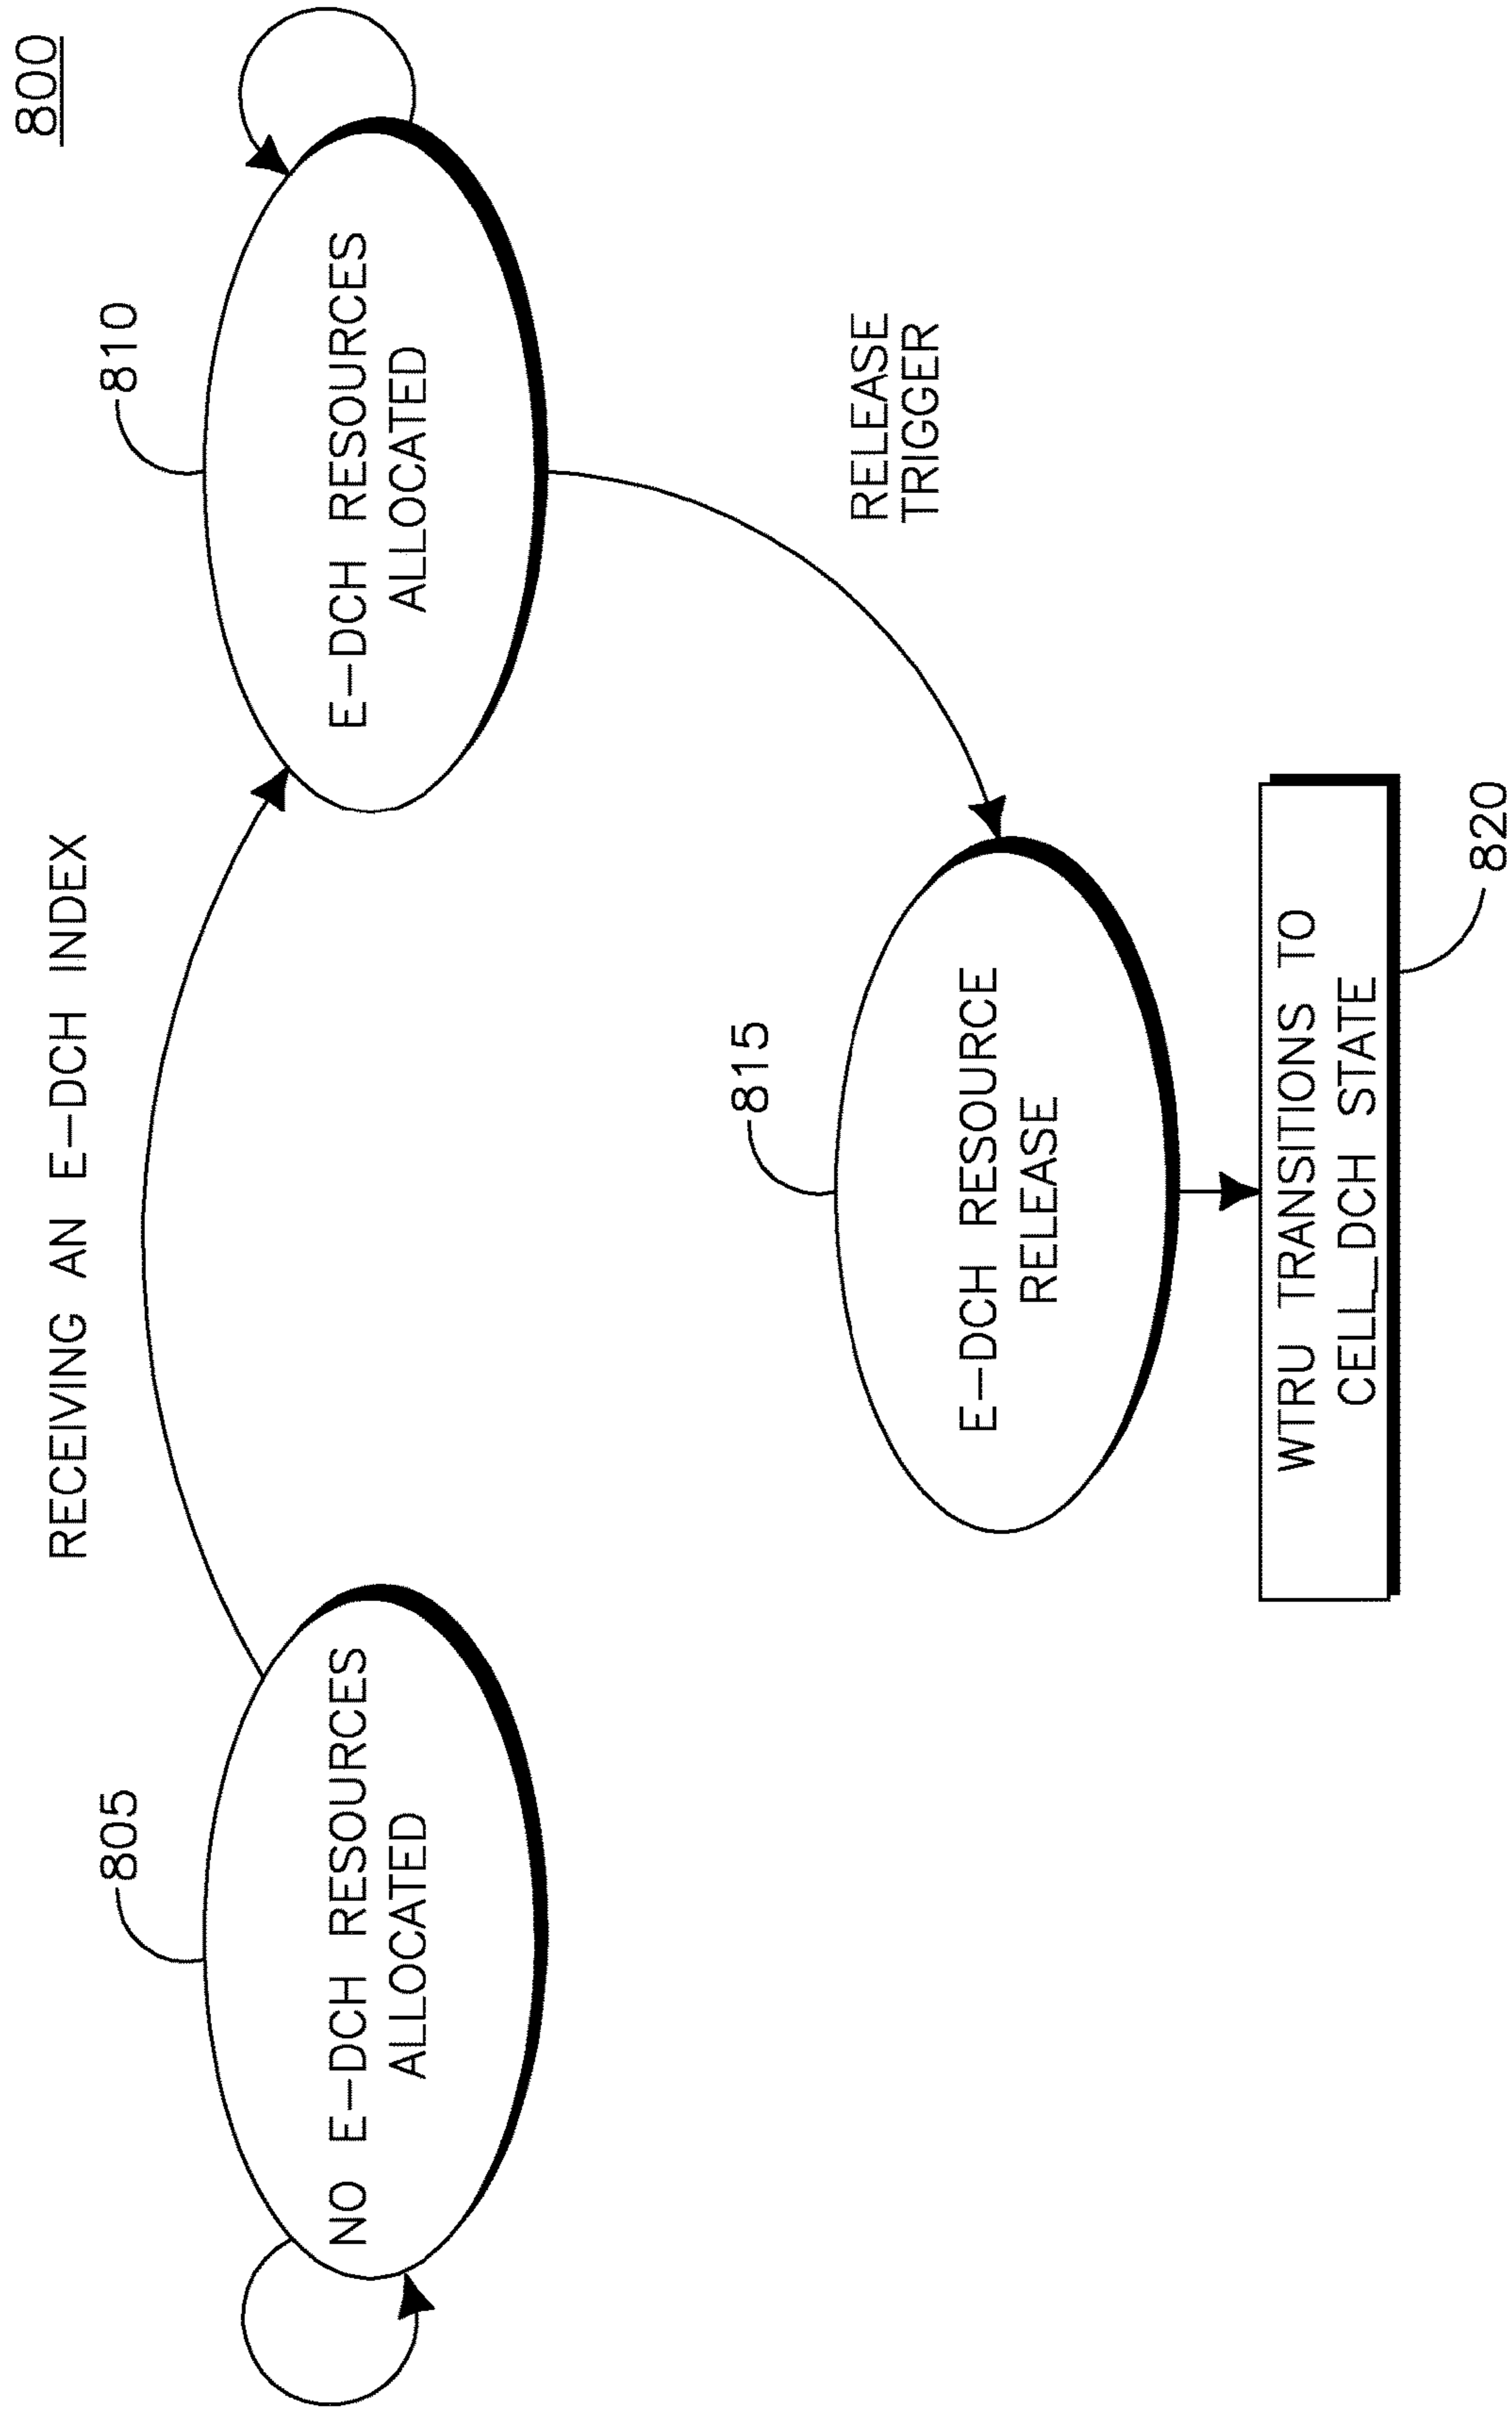 800
RECEIVING AN E-DCH INDEX
805
810
NO E-DCH RESOURCES
ALLOCATED
E-DCH RESOURCES
ALLOCATED
RELEASE
TRIGGER
815
E-DCH RESOURCE
RELEASE
WTRU TRANSITIONS TO
CELL_DCH STATE
820